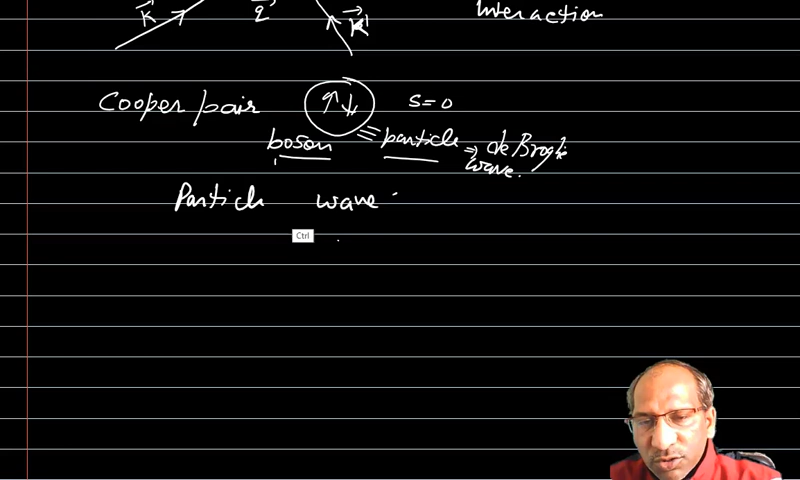 K q K' Interaction
Cooper pair ↑↓ S=0
boson = particle ⇒ de Broglie
wave.
Particle wave
Ctrl